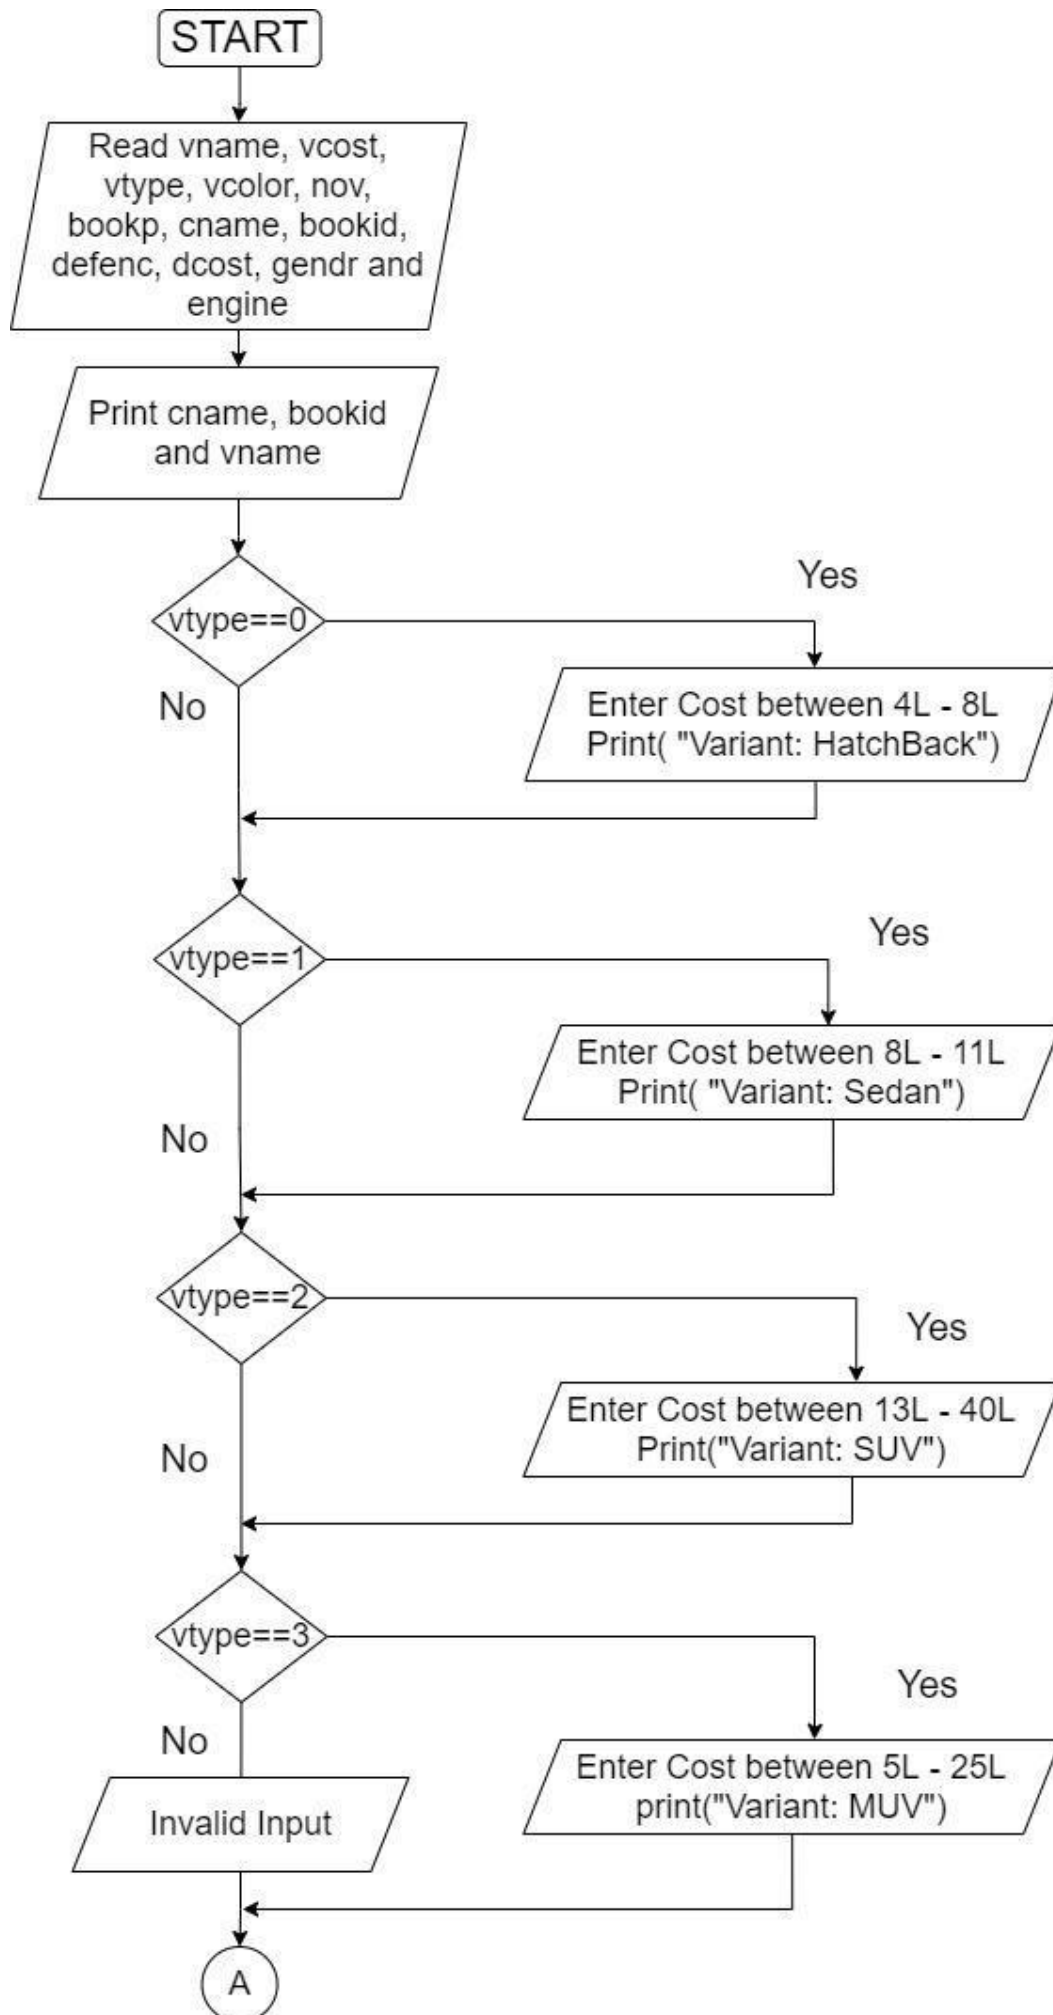 START
Read vname, vcost,
vtype, vcolor, nov,
bookp, cname, bookid,
defenc, dcost, gendr and
engine
Print cname, bookid
and vname
vtype==0
Yes
No
Enter Cost between 4L - 8L
Print( "Variant: HatchBack")
vtype==1
Yes
Enter Cost between 8L - 11L
Print( "Variant: Sedan")
No
vtype==2
Yes
Enter Cost between 13L - 40L
Print("Variant: SUV")
No
vtype==3
Yes
No
Enter Cost between 5L - 25L
print("Variant: MUV")
Invalid Input
A